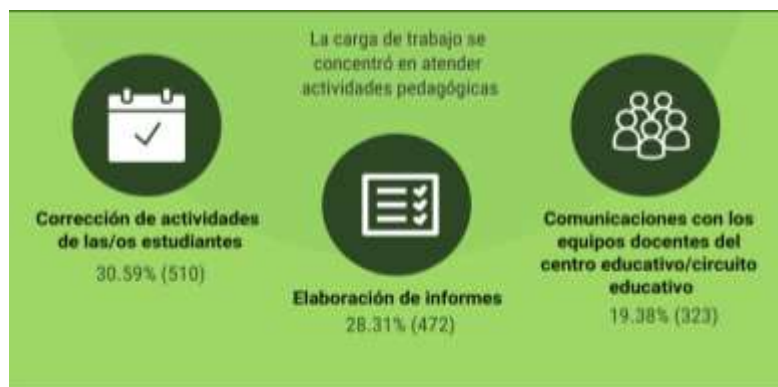 La carga de trabajo se
concentró en atender
actividades pedagógicas
Corrección de actividades
de las/os estudiantes
30.59% (510)
Elaboración de informes
28.31% (472)
Comunicaciones con los
equipos docentes del
centro educativo/circuito
educativo
19.38% (323)